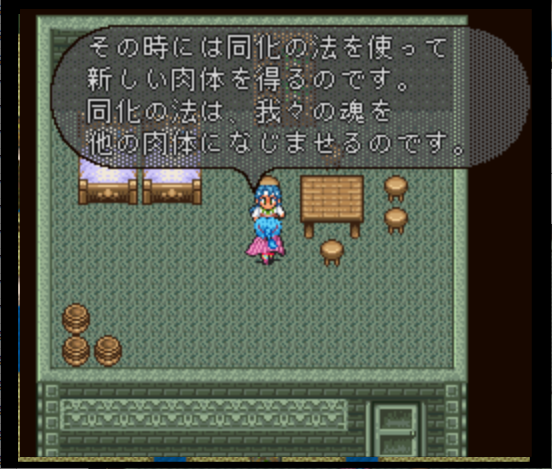 その時には同化の法を使って
新しい肉体を得るのです。
同化の法は、我々の魂を
他の肉体になじませるのです。